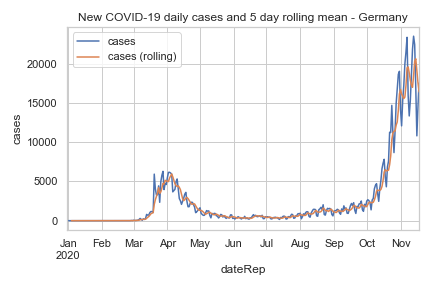 New COVID-19 daily cases and 5 day rolling mean - Germany
cases
cases (rolling)
20000
15000
10000
5000
0
cases
Jan Feb Mar Apr May Jun Jul Aug Sep Oct Nov
2020
dateRep